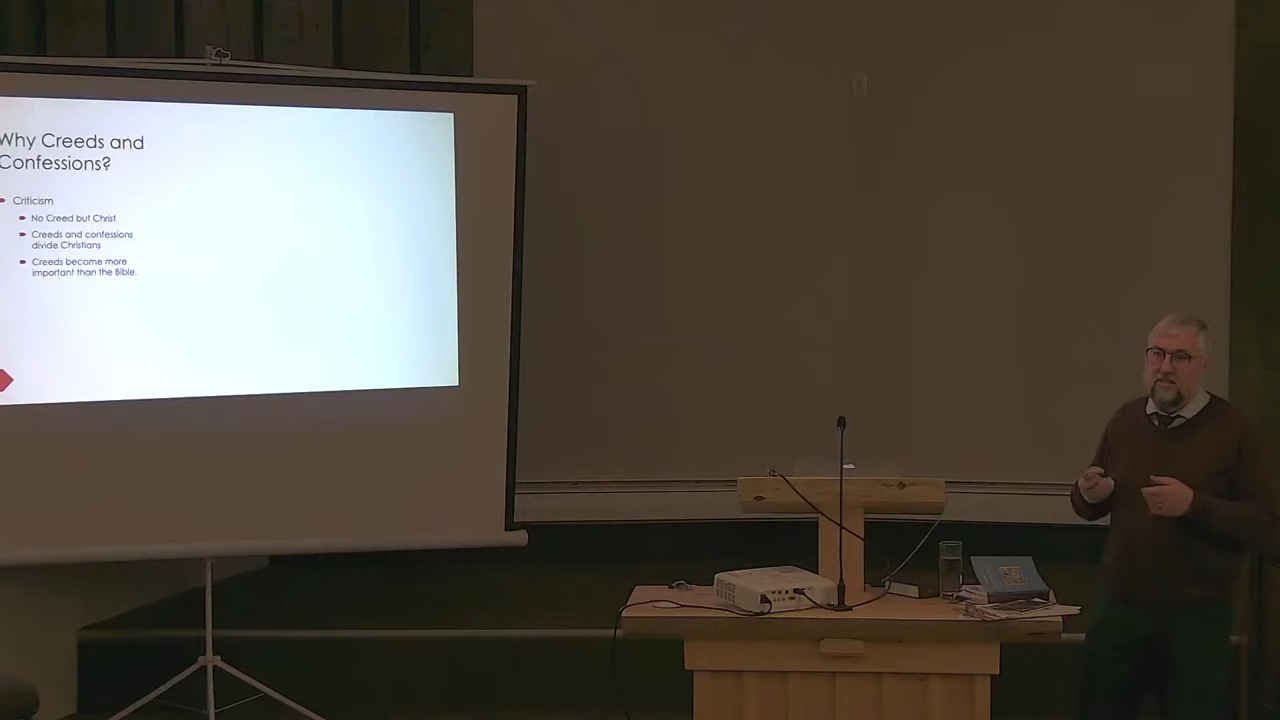 Why Creeds and
Confessions?
Criticism
No Creed but Christ
Creeds and confessions
divide Christians
Creeds become more
important than the Bible.